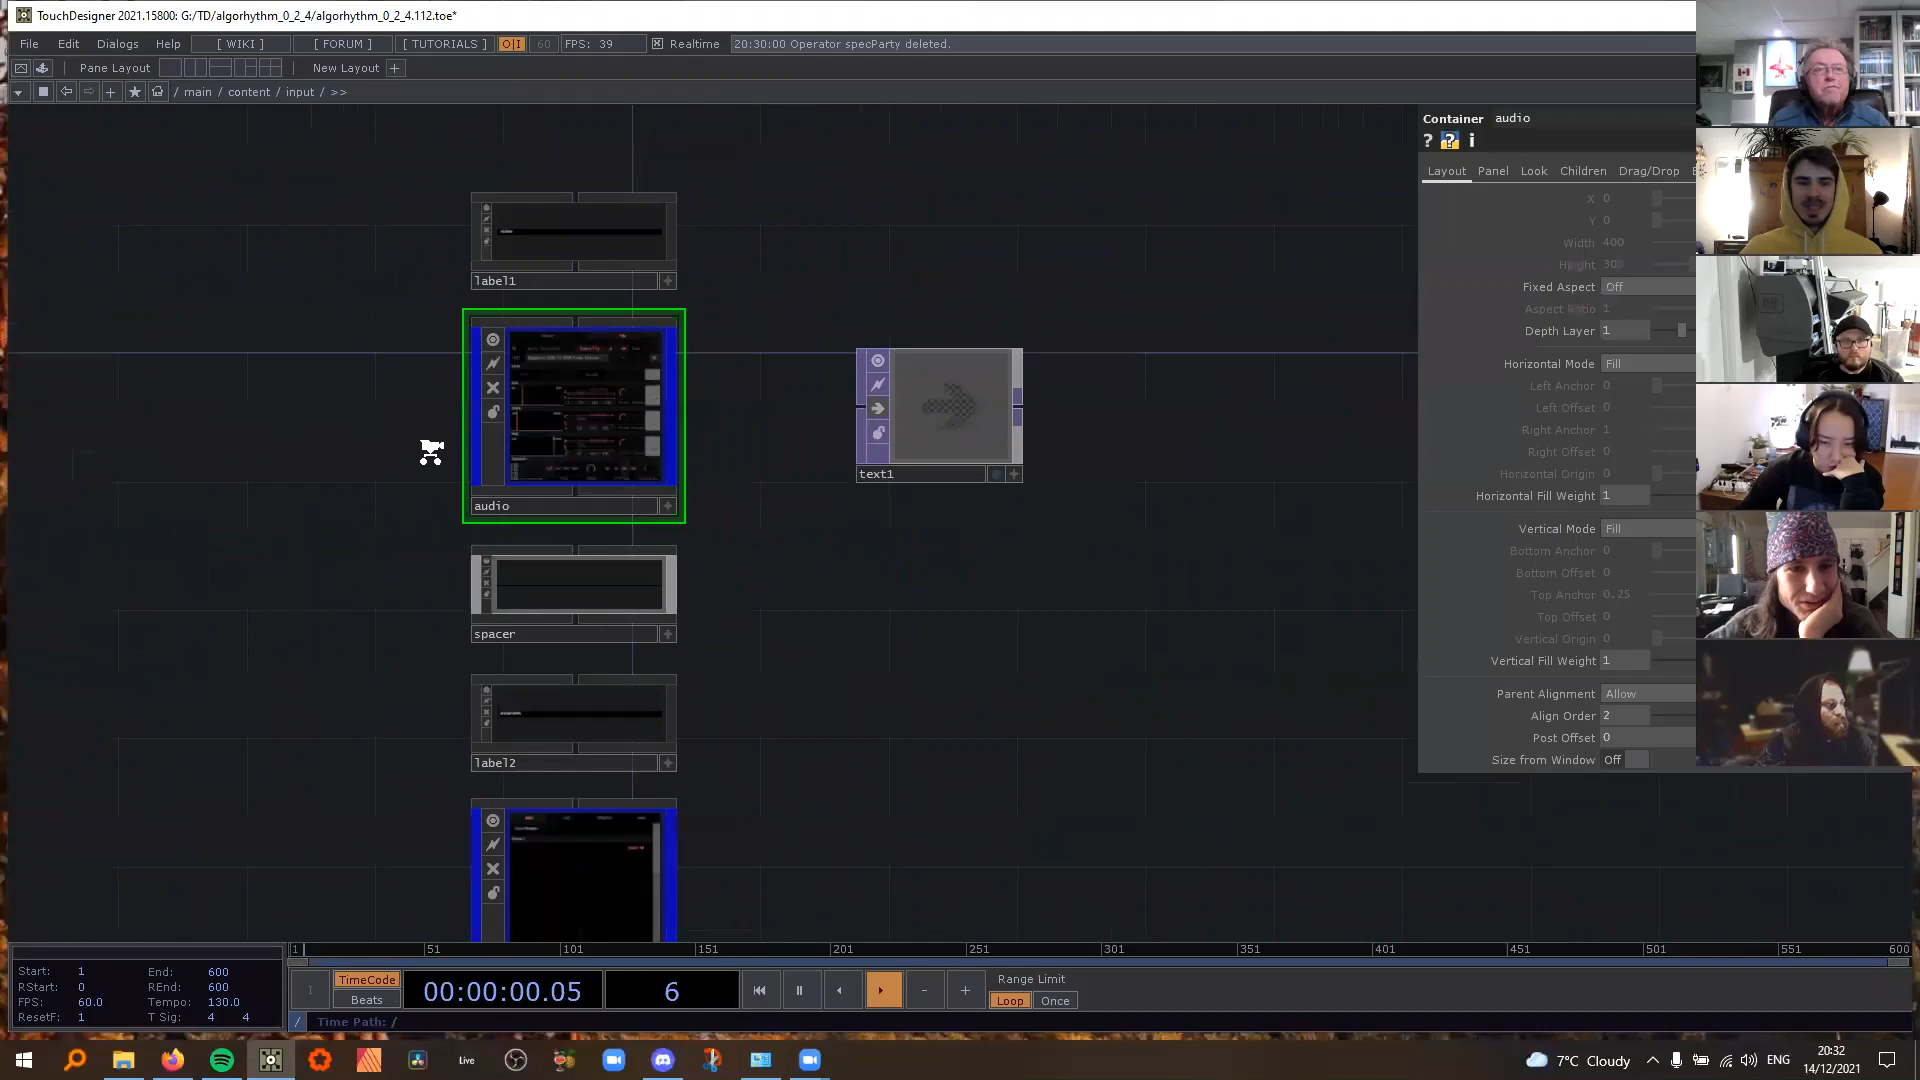 TouchDesigner 2021.15800: G:/TD/algorhythm_0_2_4/algorhythm_0_2_4.112.toe*
File Edit Dialogs Help [ WIKI ] [ FORUM ] [ TUTORIALS ] O|I 60 FPS: 39 Realtime 20:30:00 Operator specParty deleted.
Pane Layout New Layout +
/ main / content / input / >>
Container audio
? ? i
Layout Panel Look Children Drag/Drop
X 0
Y 0
Width 400
Height 30
Fixed Aspect Off
Aspect Ratio 1
Depth Layer 1
Horizontal Mode Fill
Left Anchor 0
Left Offset 0
Right Anchor 1
Right Offset 0
Horizontal Origin 0
Horizontal Fill Weight 1
Vertical Mode Fill
Bottom Anchor 0
Bottom Offset 0
Top Anchor 0.25
Top Offset 0
Vertical Origin 0
Vertical Fill Weight 1
Parent Alignment Allow
Align Order 2
Post Offset 0
Size from Window Off
label1
audio
text1
spacer
label2
1 51 101 151 201 251 301 351 401 451 501 551 600
Start: 1 End: 600
RStart: 0 REnd: 600
FPS: 60.0 Tempo: 130.0
ResetF: 1 T Sig: 4 4
TimeCode
Beats
00:00:00.05
6
Range Limit
Loop Once
/ Time Path: /
Live
7°C Cloudy
ENG
20:32
14/12/2021